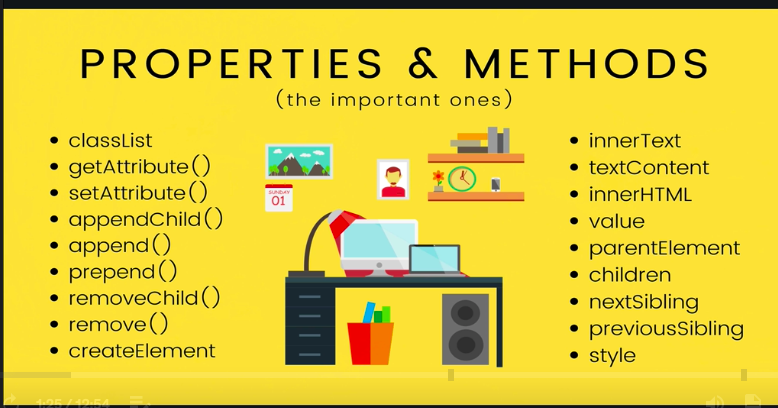 PROPERTIES & METHODS
(the important ones)
classList
getAttribute()
setAttribute()
appendChild()
append()
prepend()
removeChild()
remove()
createElement
SUNDAY
01
innerText
textContent
innerHTML
value
parentElement
children
nextSibling
previousSibling
style
1:25 / 12:54